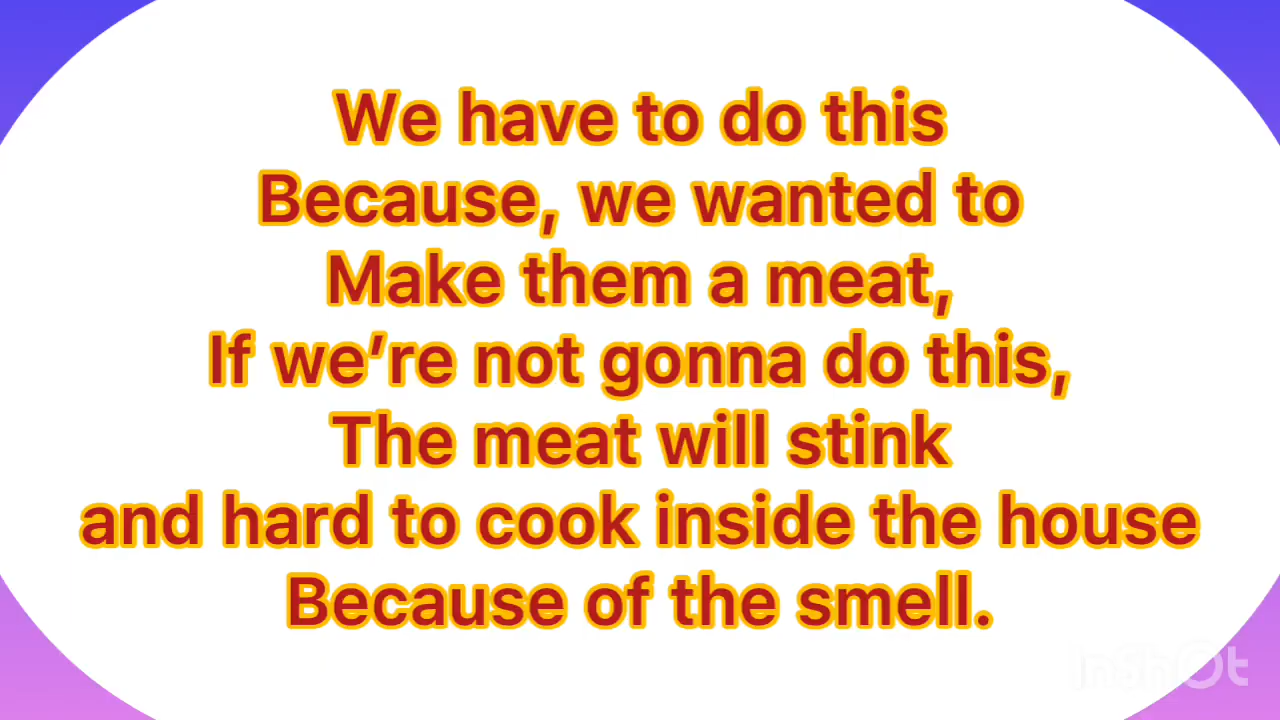 We have to do this
Because, we wanted to
Make them a meat,
If we’re not gonna do this,
The meat will stink
and hard to cook inside the house
Because of the smell.
InShOt